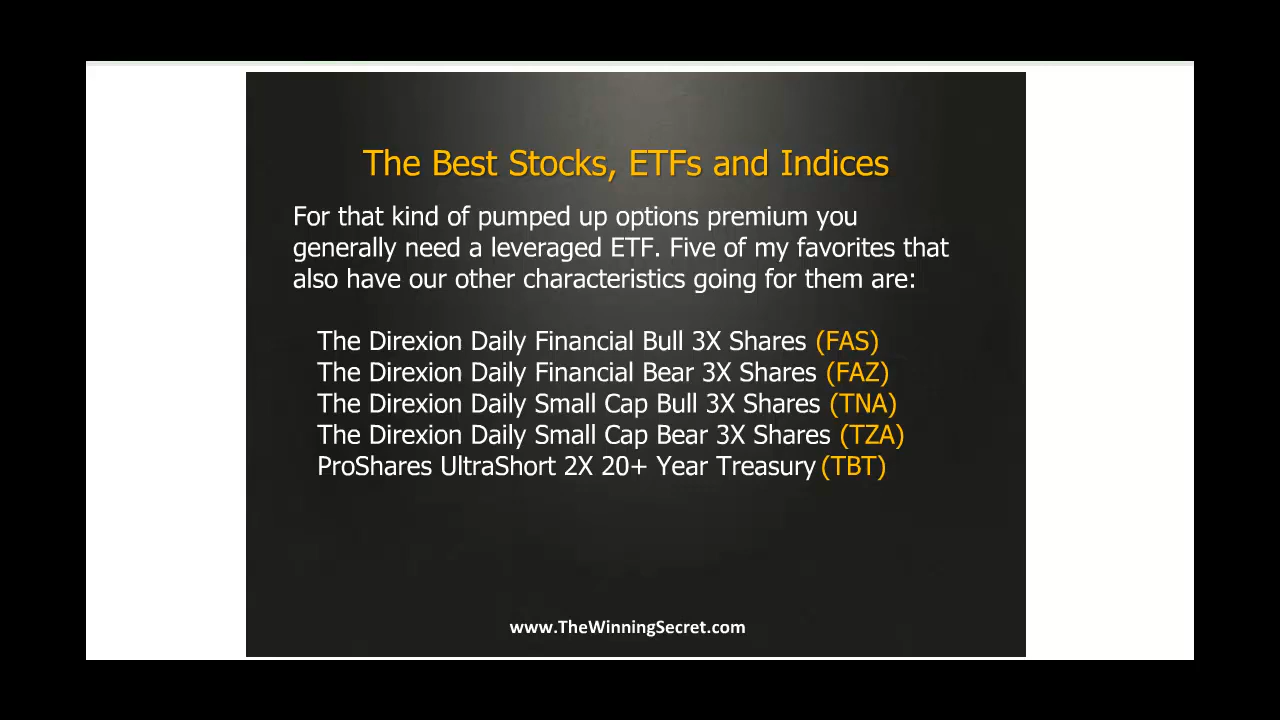 The Best Stocks, ETFs and Indices
For that kind of pumped up options premium you
generally need a leveraged ETF. Five of my favorites that
also have our other characteristics going for them are:
The Direxion Daily Financial Bull 3X Shares (FAS)
The Direxion Daily Financial Bear 3X Shares (FAZ)
The Direxion Daily Small Cap Bull 3X Shares (TNA)
The Direxion Daily Small Cap Bear 3X Shares (TZA)
ProShares UltraShort 2X 20+ Year Treasury (TBT)
www.TheWinningSecret.com